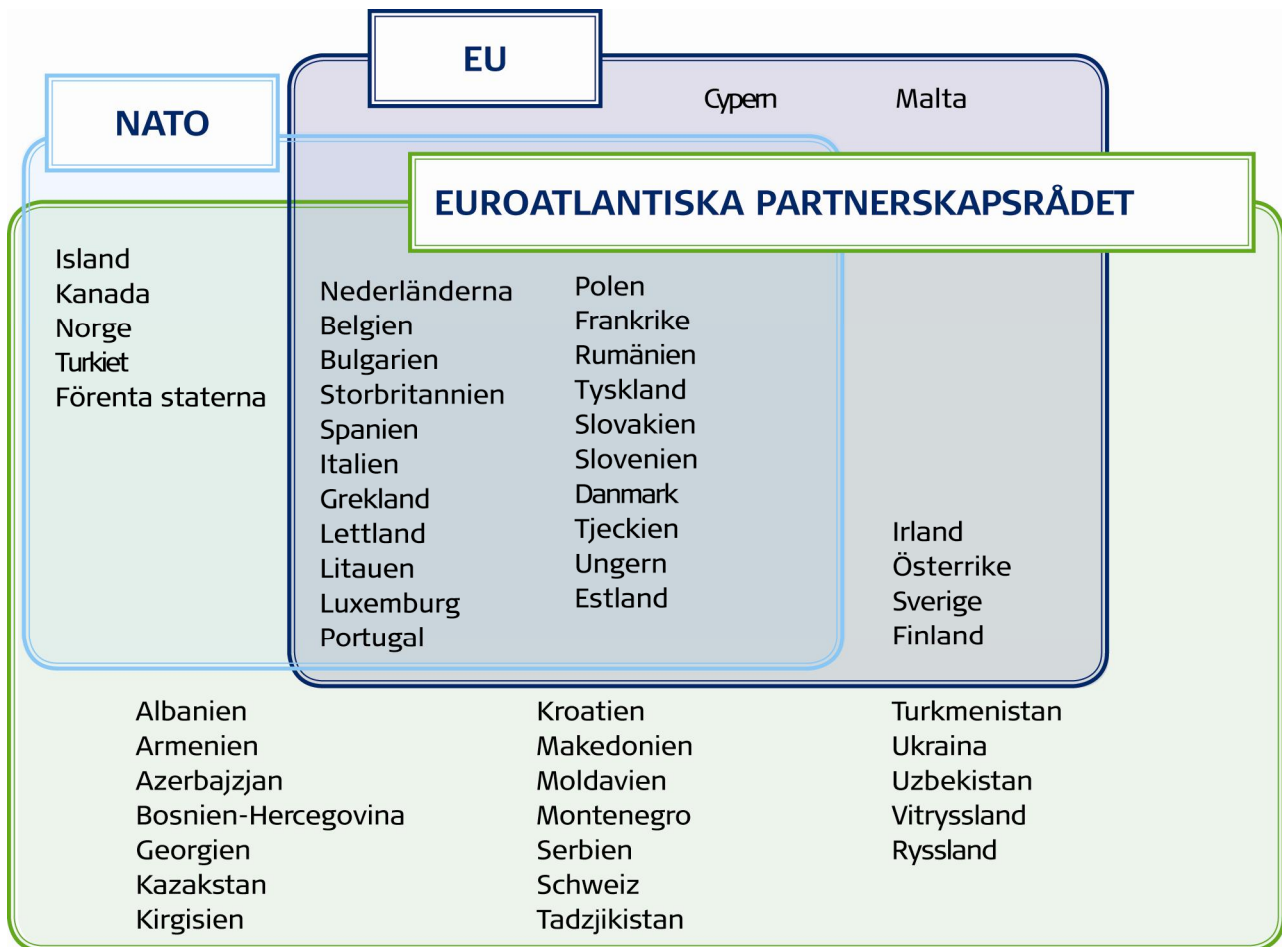 EU
Cypern
Malta
NATO
EUROATLANTISKA PARTNERSKAPSRÅDET
Island
Kanada
Norge
Turkiet
Förenta staterna
Nederländerna
Belgien
Bulgarien
Storbritannien
Spanien
Italien
Grekland
Lettland
Litauen
Luxemburg
Portugal
Polen
Frankrike
Rumänien
Tyskland
Slovakien
Slovenien
Danmark
Tjeckien
Ungern
Estland
Irland
Österrike
Sverige
Finland
Albanien
Armenien
Azerbajzjan
Bosnien-Hercegovina
Georgien
Kazakstan
Kirgisien
Kroatien
Makedonien
Moldavien
Montenegro
Serbien
Schweiz
Tadzjikistan
Turkmenistan
Ukraina
Uzbekistan
Vitryssland
Ryssland